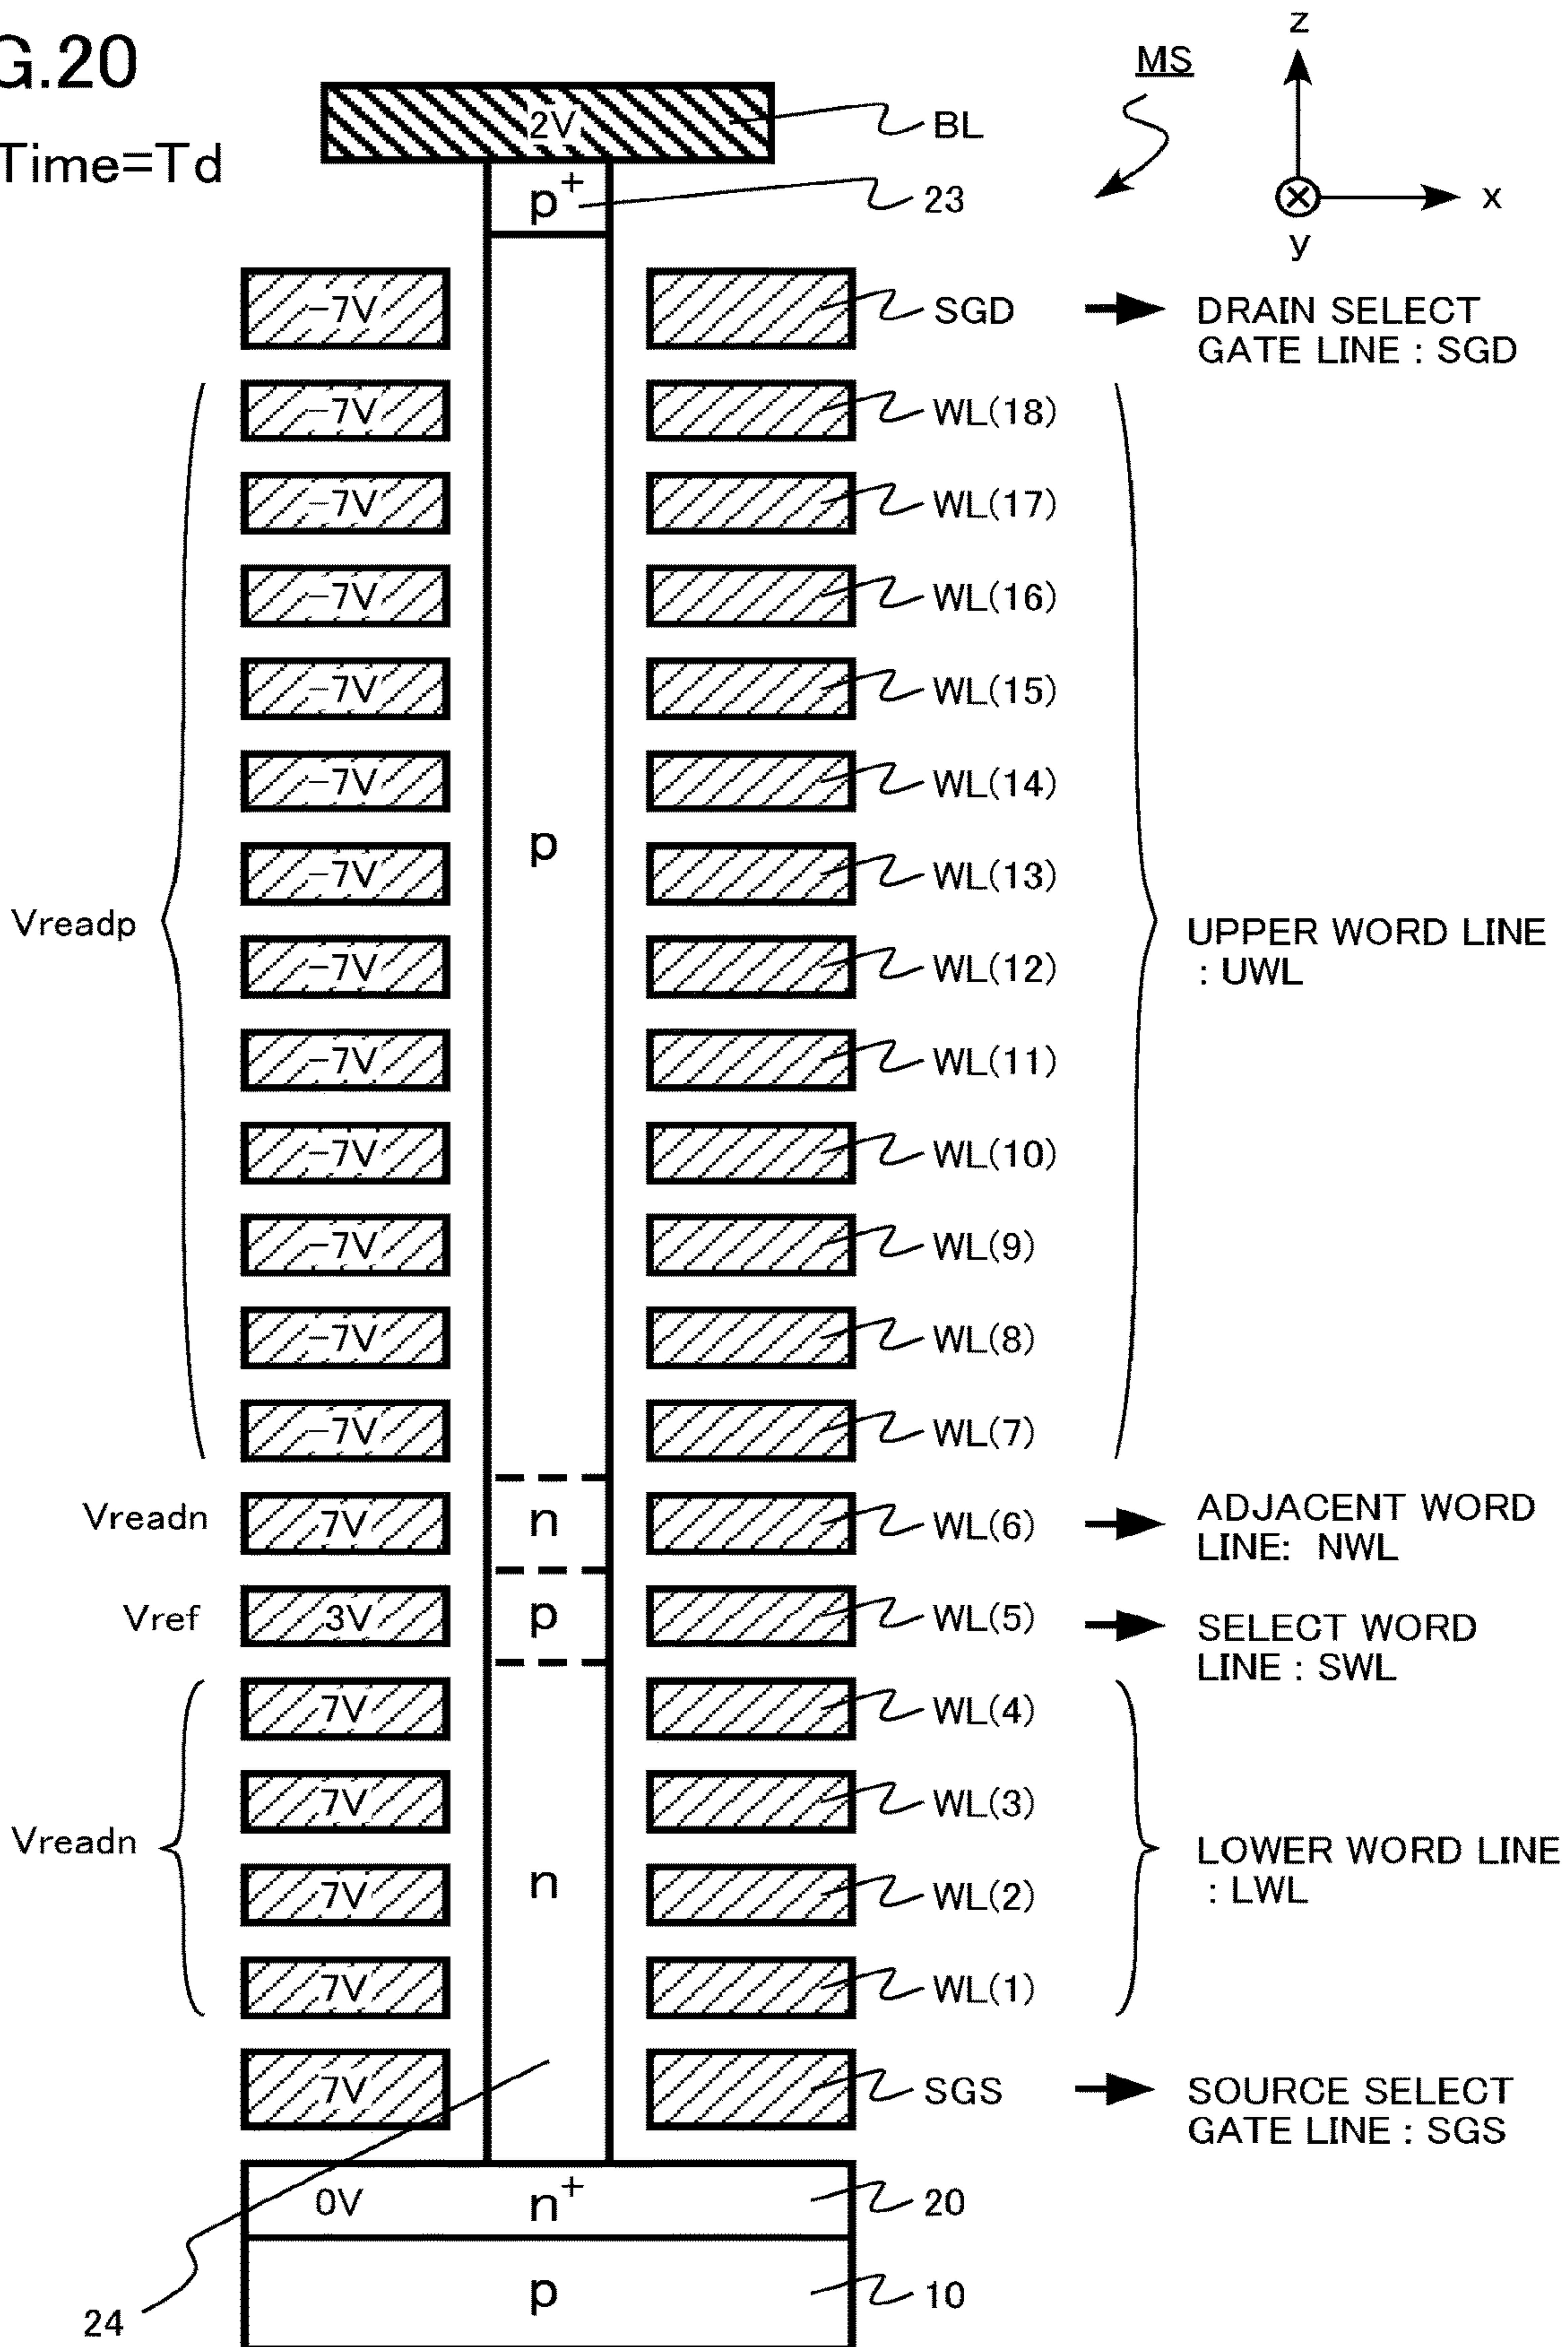 G.20
Time=Td
MS
z
x
y
2V
BL
p+
23
-7V
SGD
DRAIN SELECT
GATE LINE : SGD
-7V
WL(18)
-7V
WL(17)
-7V
WL(16)
-7V
WL(15)
-7V
WL(14)
p
-7V
WL(13)
Vreadp
UPPER WORD LINE
: UWL
-7V
WL(12)
-7V
WL(11)
-7V
WL(10)
-7V
WL(9)
-7V
WL(8)
-7V
WL(7)
Vreadn
7V
n
WL(6)
ADJACENT WORD
LINE: NWL
Vref
3V
p
WL(5)
SELECT WORD
LINE : SWL
7V
WL(4)
7V
WL(3)
Vreadn
LOWER WORD LINE
: LWL
7V
n
WL(2)
7V
WL(1)
7V
SGS
SOURCE SELECT
GATE LINE : SGS
0V
n+
20
p
10
24